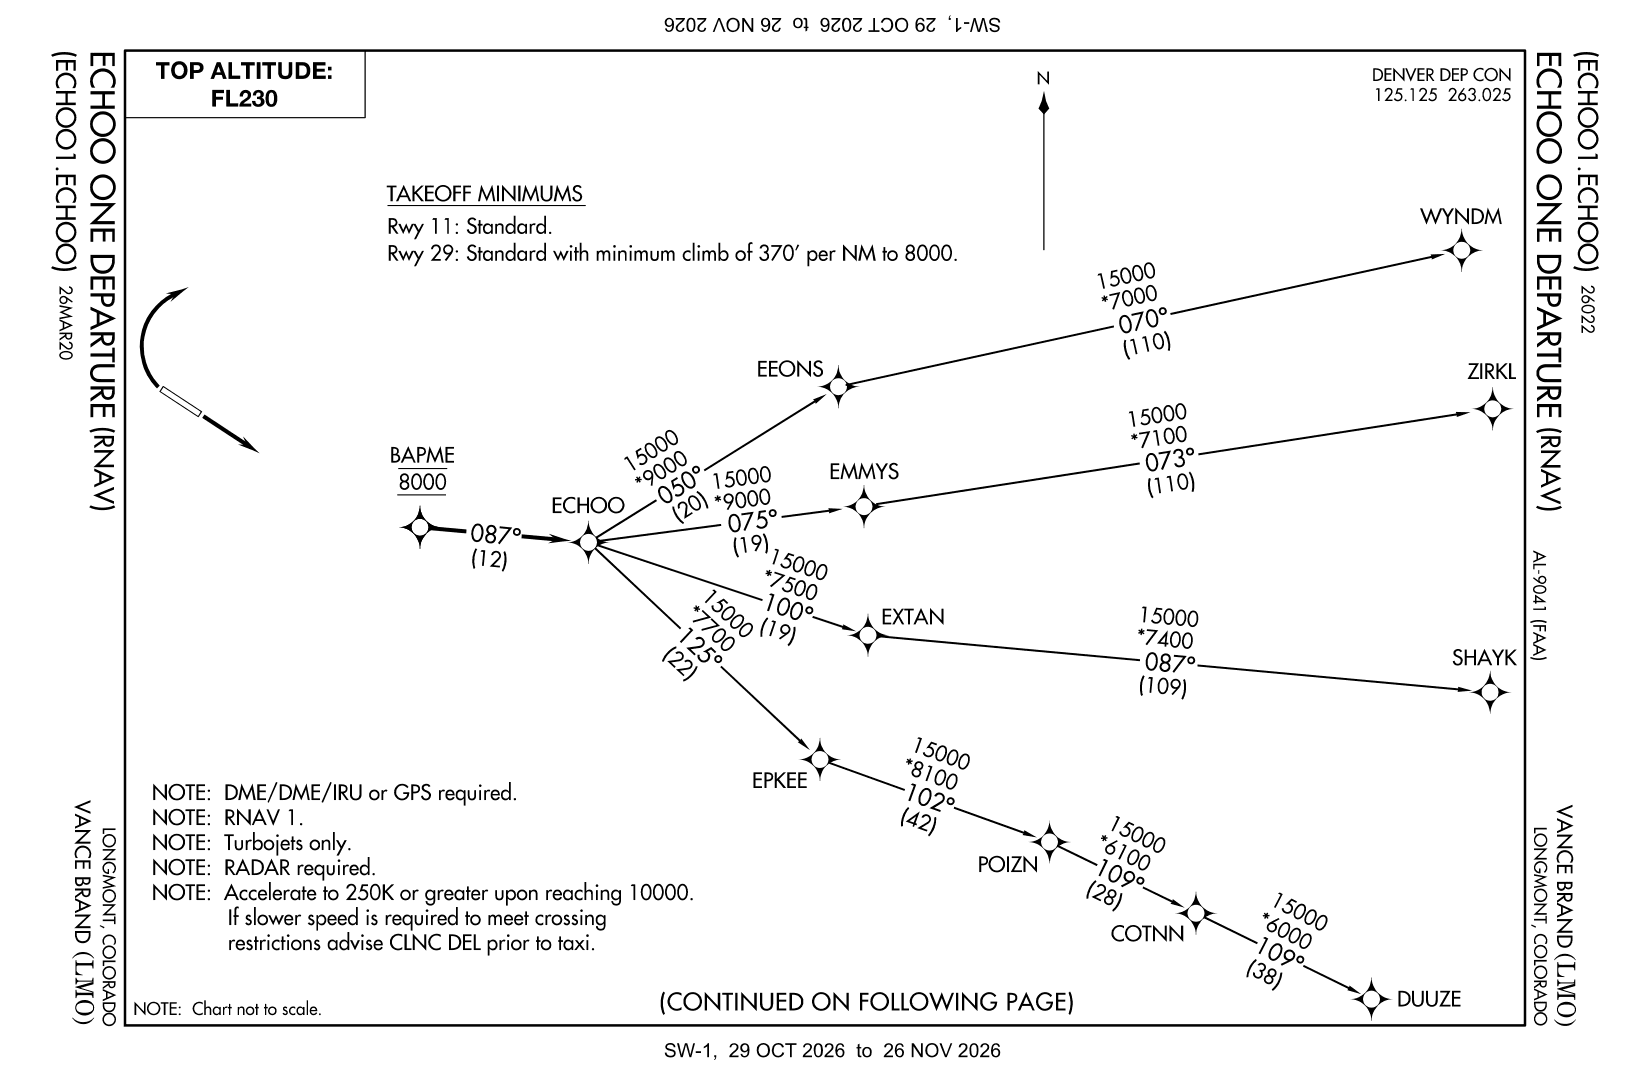 SW-1, 29 OCT 2026 to 26 NOV 2026
(ECHOO1.ECHOO) 26MAR20
ECHOO ONE DEPARTURE (RNAV)
VANCE BRAND (LMO)
LONGMONT, COLORADO
TOP ALTITUDE:
FL230
DENVER DEP CON
125.125 263.025
N
TAKEOFF MINIMUMS
Rwy 11: Standard.
Rwy 29: Standard with minimum climb of 370′ per NM to 8000.
WYNDM
15000
*7000
070°
(110)
EEONS
ZIRKL
15000
*7100
073°
(110)
15000
*9000
050°
(20)
15000
*9000
075°
(19)
EMMYS
BAPME
8000
087°
(12)
ECHOO
15000
*7500
100°
(19)
EXTAN
15000
*7400
087°
(109)
SHAYK
15000
*7700
125°
(22)
EPKEE
15000
*8100
102°
(42)
POIZN
15000
*6100
109°
(28)
COTNN
15000
*6000
109°
(38)
DUUZE
NOTE: DME/DME/IRU or GPS required.
NOTE: RNAV 1.
NOTE: Turbojets only.
NOTE: RADAR required.
NOTE: Accelerate to 250K or greater upon reaching 10000.
If slower speed is required to meet crossing
restrictions advise CLNC DEL prior to taxi.
NOTE: Chart not to scale.
(CONTINUED ON FOLLOWING PAGE)
(ECHOO1.ECHOO) 26022
ECHOO ONE DEPARTURE (RNAV)
AL-9041 (FAA)
VANCE BRAND (LMO)
LONGMONT, COLORADO
SW-1, 29 OCT 2026 to 26 NOV 2026